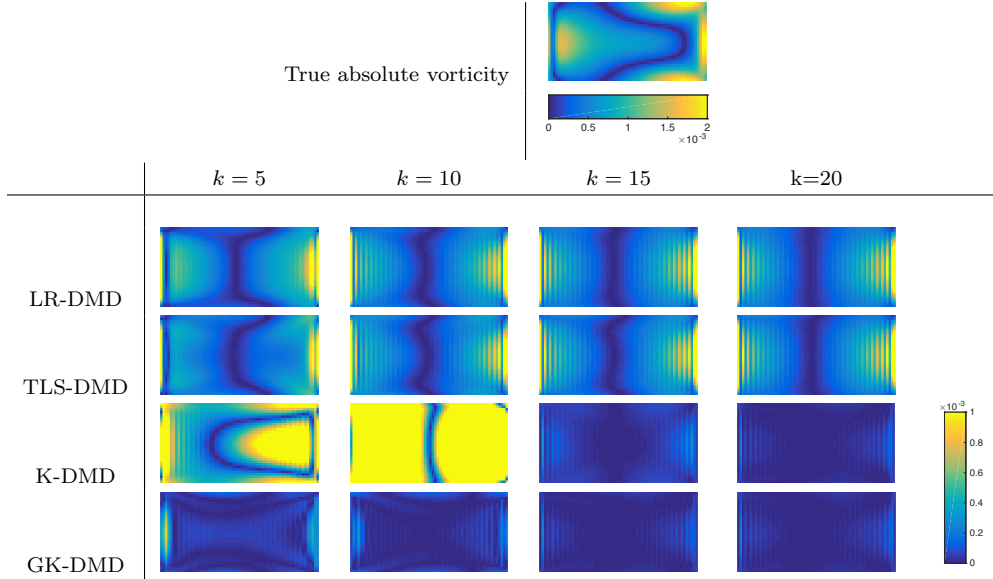 True absolute vorticity
0 0.5 1 1.5 2
×10⁻³
k = 5 k = 10 k = 15 k=20
LR-DMD
TLS-DMD
K-DMD
GK-DMD
×10⁻³
1
0.8
0.6
0.4
0.2
0